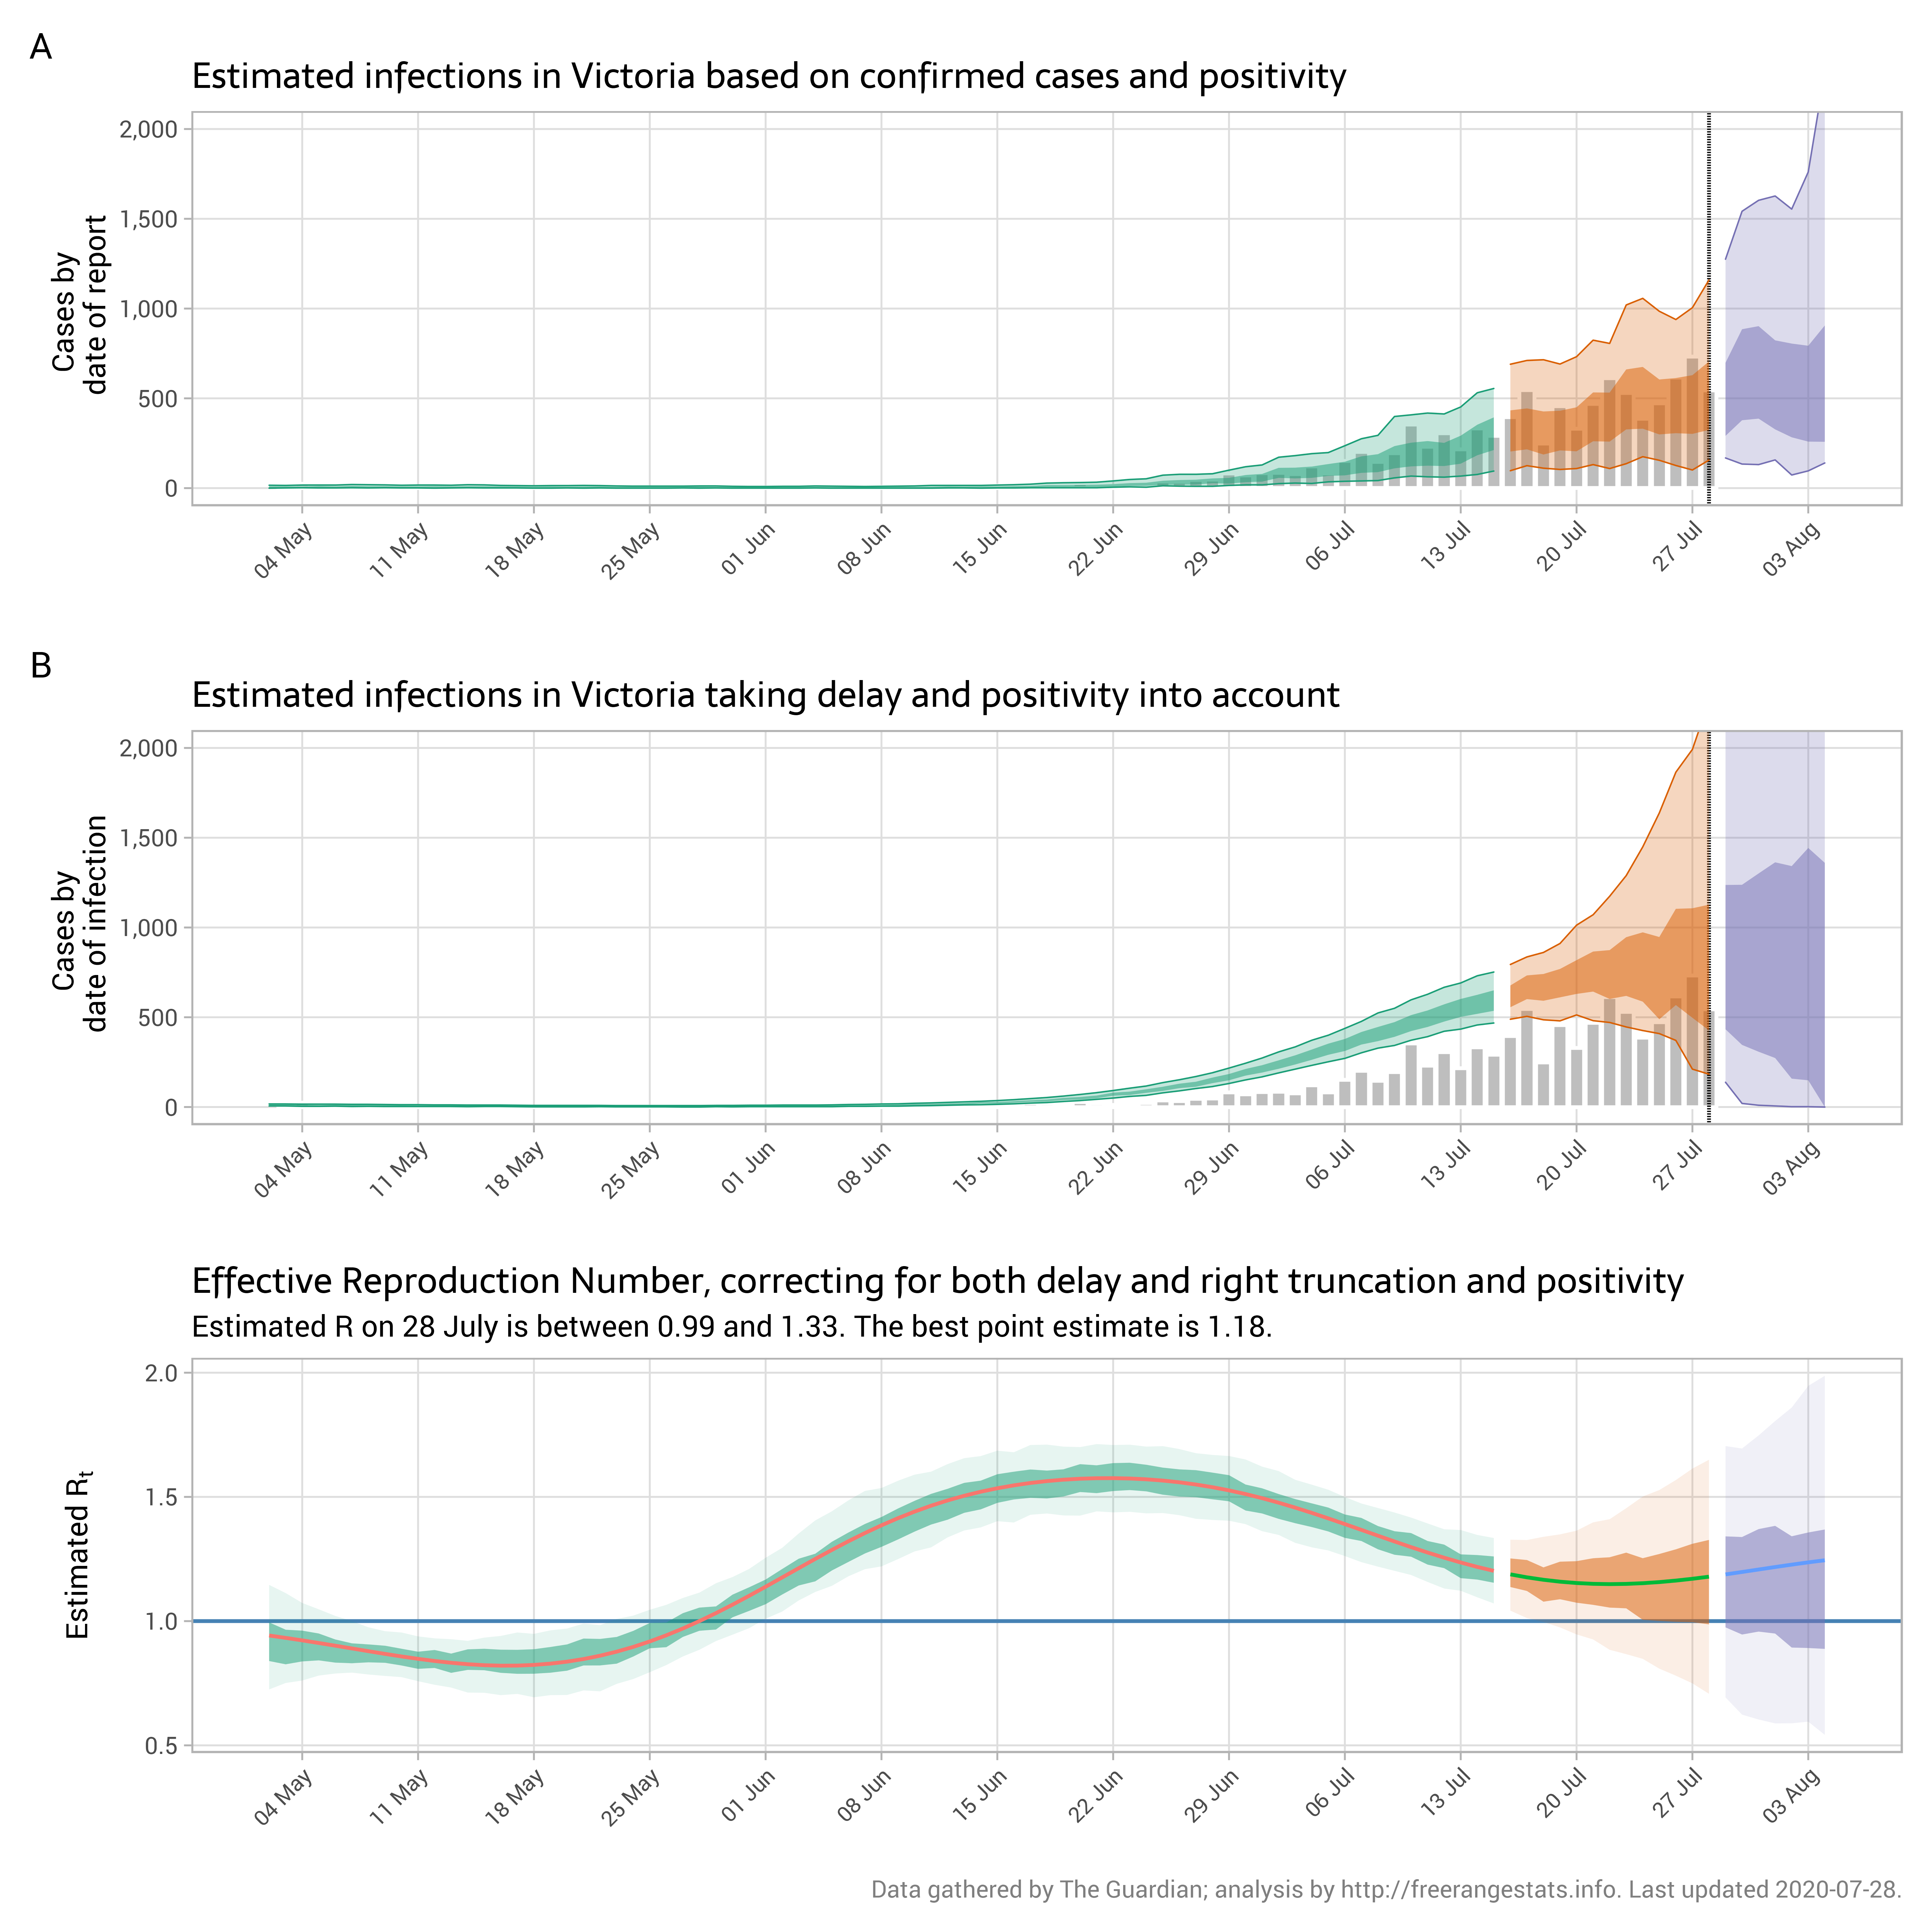 A
Estimated infections in Victoria based on confirmed cases and positivity
Cases by
date of report
2,000
1,500
1,000
500
0
04 May
11 May
18 May
25 May
01 Jun
08 Jun
15 Jun
22 Jun
29 Jun
06 Jul
13 Jul
20 Jul
27 Jul
03 Aug
B
Estimated infections in Victoria taking delay and positivity into account
Cases by
date of infection
2,000
1,500
1,000
500
0
04 May
11 May
18 May
25 May
01 Jun
08 Jun
15 Jun
22 Jun
29 Jun
06 Jul
13 Jul
20 Jul
27 Jul
03 Aug
Effective Reproduction Number, correcting for both delay and right truncation and positivity
Estimated R on 28 July is between 0.99 and 1.33. The best point estimate is 1.18.
Estimated Rt
2.0
1.5
1.0
0.5
04 May
11 May
18 May
25 May
01 Jun
08 Jun
15 Jun
22 Jun
29 Jun
06 Jul
13 Jul
20 Jul
27 Jul
03 Aug
Data gathered by The Guardian; analysis by http://freerangestats.info. Last updated 2020-07-28.